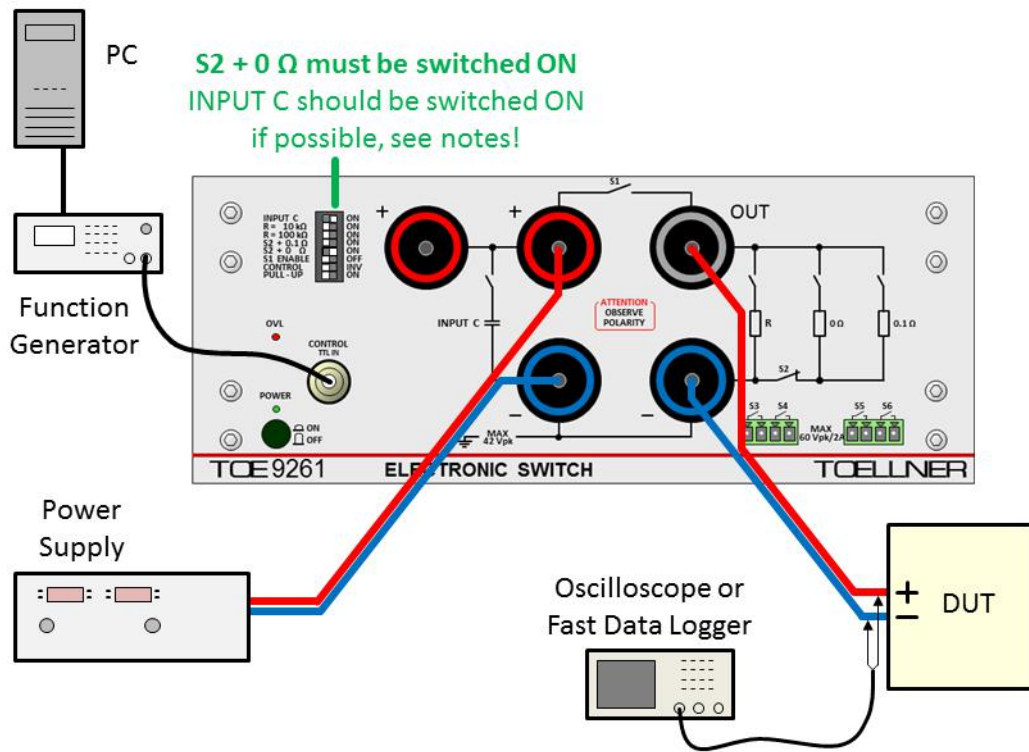 PC
S2 + 0 Ω must be switched ON
INPUT C should be switched ON
if possible, see notes!
Function
Generator
INPUT C ON
R = 10 kΩ ON
R = 100 kΩ ON
S2 + 0.1 Ω ON
S2 + 0 Ω ON
S1 ENABLE OFF
CONTROL INV
PULL - UP ON
+
+
S1
OUT
OVL
CONTROL
TTL IN
POWER
ON
OFF
INPUT C
ATTENTION
OBSERVE
POLARITY
R
0 Ω
0.1 Ω
S2
−
−
MAX
42 Vpk
S3
S4
S5
S6
MAX
60 Vpk/2A
TOE 9261
ELECTRONIC SWITCH
TOELLNER
Power
Supply
Oscilloscope or
Fast Data Logger
+
−
DUT